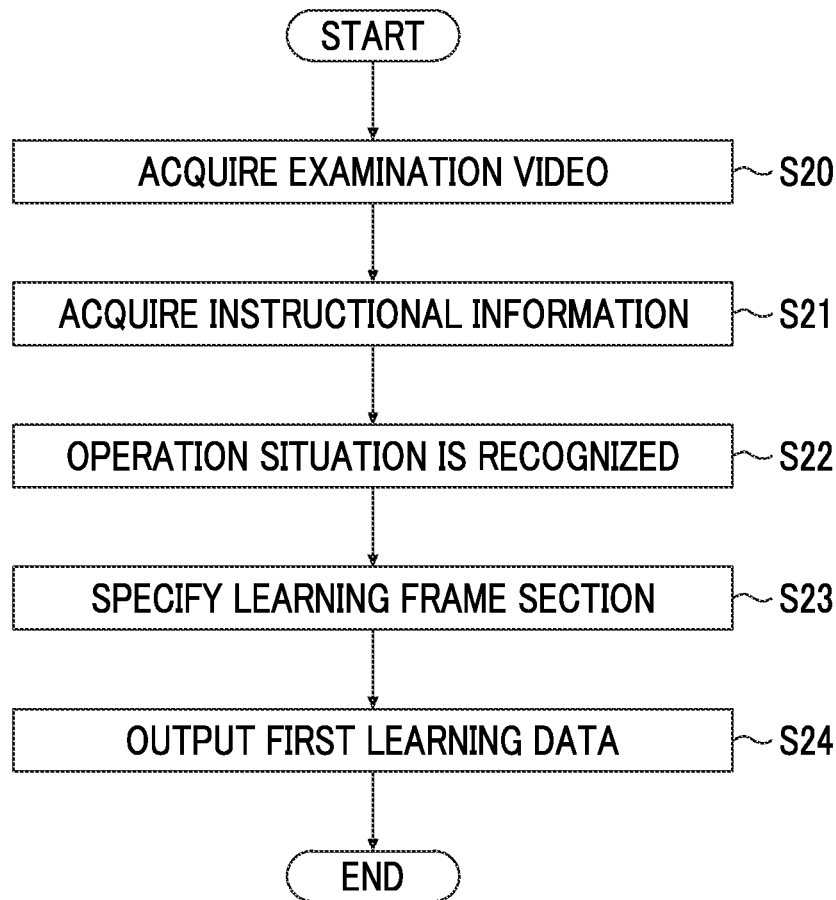 START
ACQUIRE EXAMINATION VIDEO S20
ACQUIRE INSTRUCTIONAL INFORMATION S21
OPERATION SITUATION IS RECOGNIZED S22
SPECIFY LEARNING FRAME SECTION S23
OUTPUT FIRST LEARNING DATA S24
END